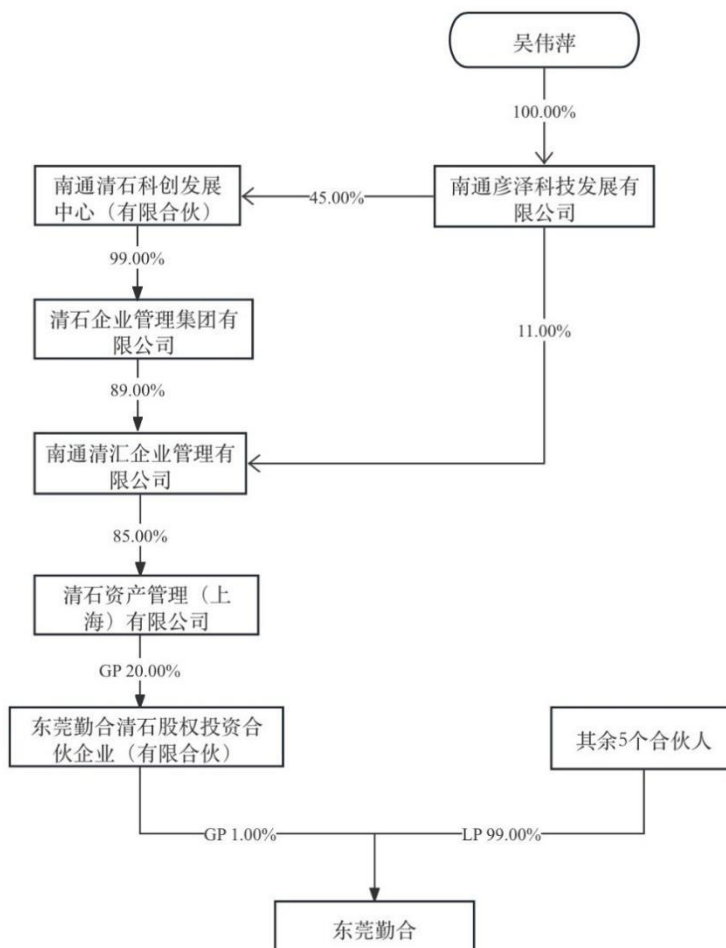 吴伟萍
100.00%
南通清石科创发展
中心（有限合伙）
45.00%
南通彦泽科技发展有
限公司
99.00%
清石企业管理集团有
限公司
11.00%
89.00%
南通清汇企业管理有
限公司
85.00%
清石资产管理（上
海）有限公司
GP 20.00%
东莞勤合清石股权投资合
伙企业（有限合伙）
其余5个合伙人
GP 1.00%
LP 99.00%
东莞勤合